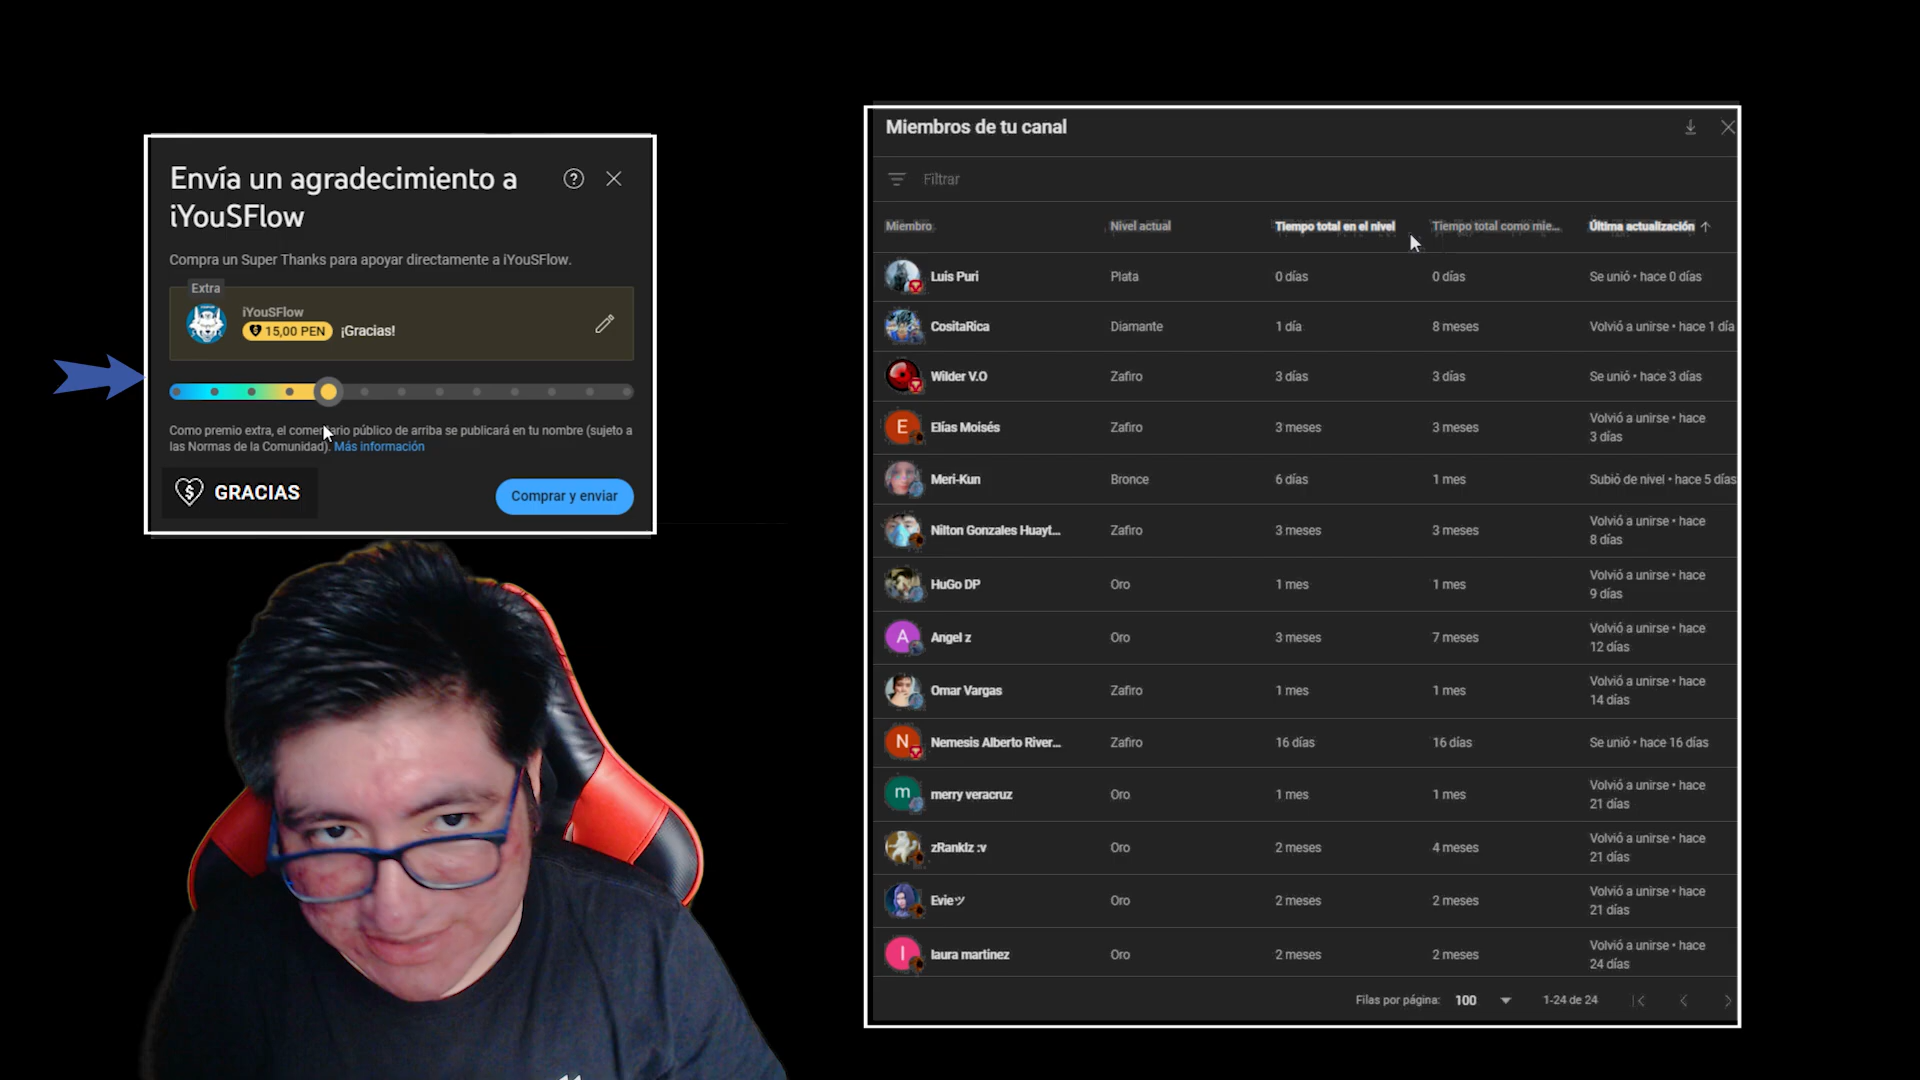 Envía un agradecimiento a
iYouSFlow
Compra un Super Thanks para apoyar directamente a iYouSFlow.
Extra
iYouSFlow
15,00 PEN ¡Gracias!
Como premio extra, el comentario público de arriba se publicará en tu nombre (sujeto a
las Normas de la Comunidad). Más información
GRACIAS
Comprar y enviar
Miembros de tu canal
Filtrar
Miembro Nivel actual Tiempo total en el nivel Tiempo total como mie... Última actualización
Luis Puri Plata 0 días 0 días Se unió • hace 0 días
CositaRica Diamante 1 día 8 meses Volvió a unirse • hace 1 día
Wilder V.O Zafiro 3 días 3 días Se unió • hace 3 días
E Elías Moisés Zafiro 3 meses 3 meses Volvió a unirse • hace
3 días
Meri-Kun Bronce 6 días 1 mes Subió de nivel • hace 5 días
Nilton Gonzales Huayt... Zafiro 3 meses 3 meses Volvió a unirse • hace
8 días
HuGo DP Oro 1 mes 1 mes Volvió a unirse • hace
9 días
A Angel z Oro 3 meses 7 meses Volvió a unirse • hace
12 días
Omar Vargas Zafiro 1 mes 1 mes Volvió a unirse • hace
14 días
N Nemesis Alberto River... Zafiro 16 días 16 días Se unió • hace 16 días
m merry veracruz Oro 1 mes 1 mes Volvió a unirse • hace
21 días
zRanklz :v Oro 2 meses 4 meses Volvió a unirse • hace
21 días
Evieツ Oro 2 meses 2 meses Volvió a unirse • hace
21 días
l laura martinez Oro 2 meses 2 meses Volvió a unirse • hace
24 días
Filas por página: 100 1-24 de 24